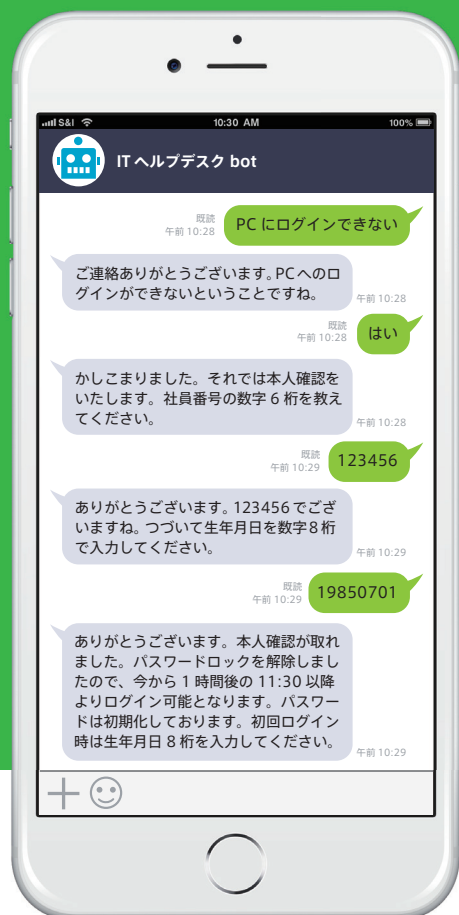 S&I 10:30 AM 100%
IT ヘルプデスク bot
既読
午前 10:28
PC にログインできない
ご連絡ありがとうございます。PCへのロ
グインができないということですね。
午前 10:28
既読
午前 10:28
はい
かしこまりました。それでは本人確認を
いたします。社員番号の数字 6 桁を教え
てください。
午前 10:28
既読
午前 10:29
123456
ありがとうございます。123456 でござ
いますね。つづいて生年月日を数字8桁
で入力してください。
午前 10:29
既読
午前 10:29
19850701
ありがとうございます。本人確認が取れ
ました。パスワードロックを解除しまし
たので、今から 1 時間後の 11:30 以降
よりログイン可能となります。パスワー
ドは初期化しております。初回ログイン
時は生年月日 8 桁を入力してください。
午前 10:29